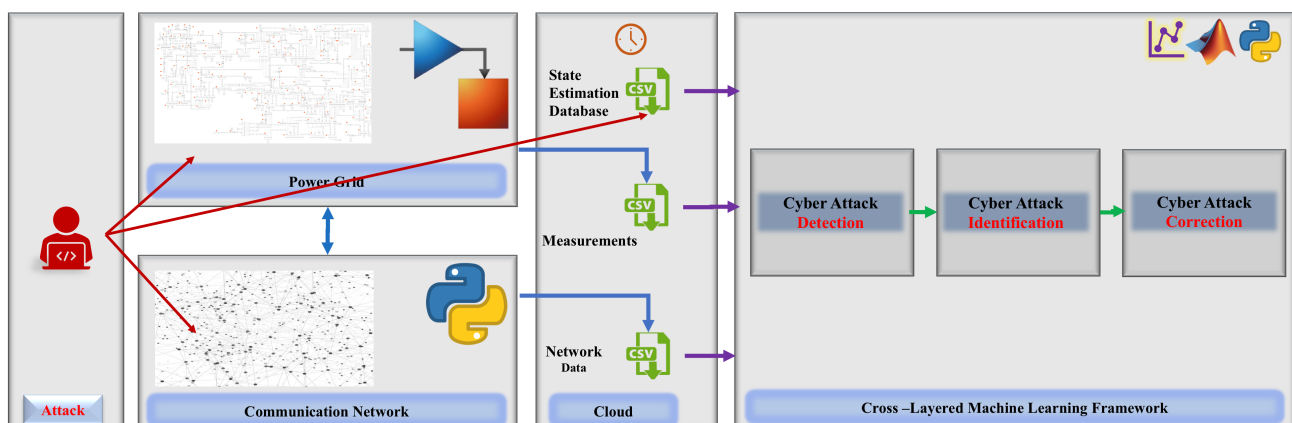 State
Estimation
Database
CSV
Power Grid
CSV
Measurements
</>
Cyber Attack
Detection
Cyber Attack
Identification
Cyber Attack
Correction
Network
Data
CSV
Attack
Communication Network
Cloud
Cross –Layered Machine Learning Framework